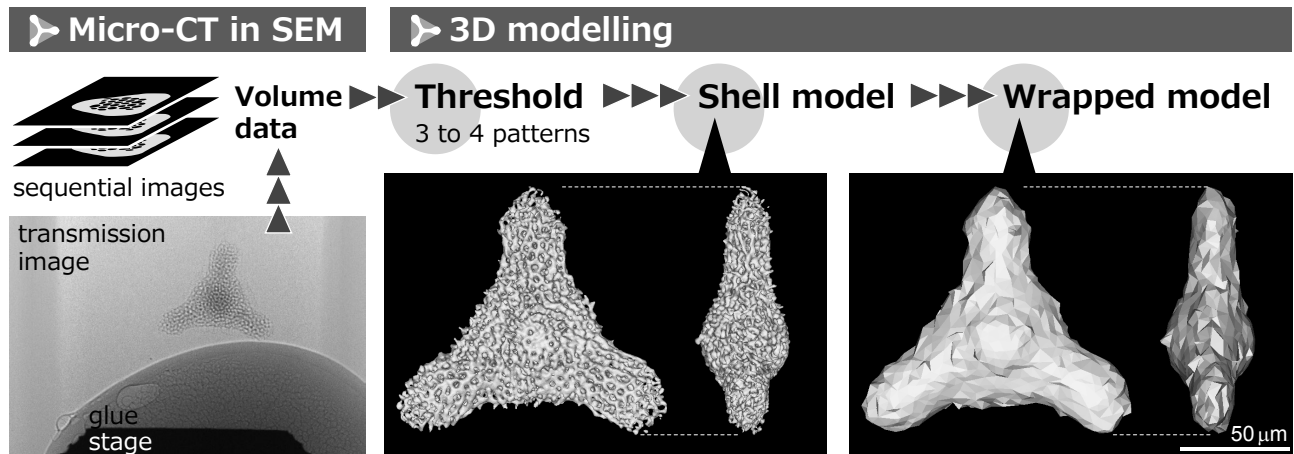 Micro-CT in SEM
3D modelling
Volume
data
Threshold
3 to 4 patterns
Shell model
Wrapped model
sequential images
transmission
image
glue
stage
50 μm